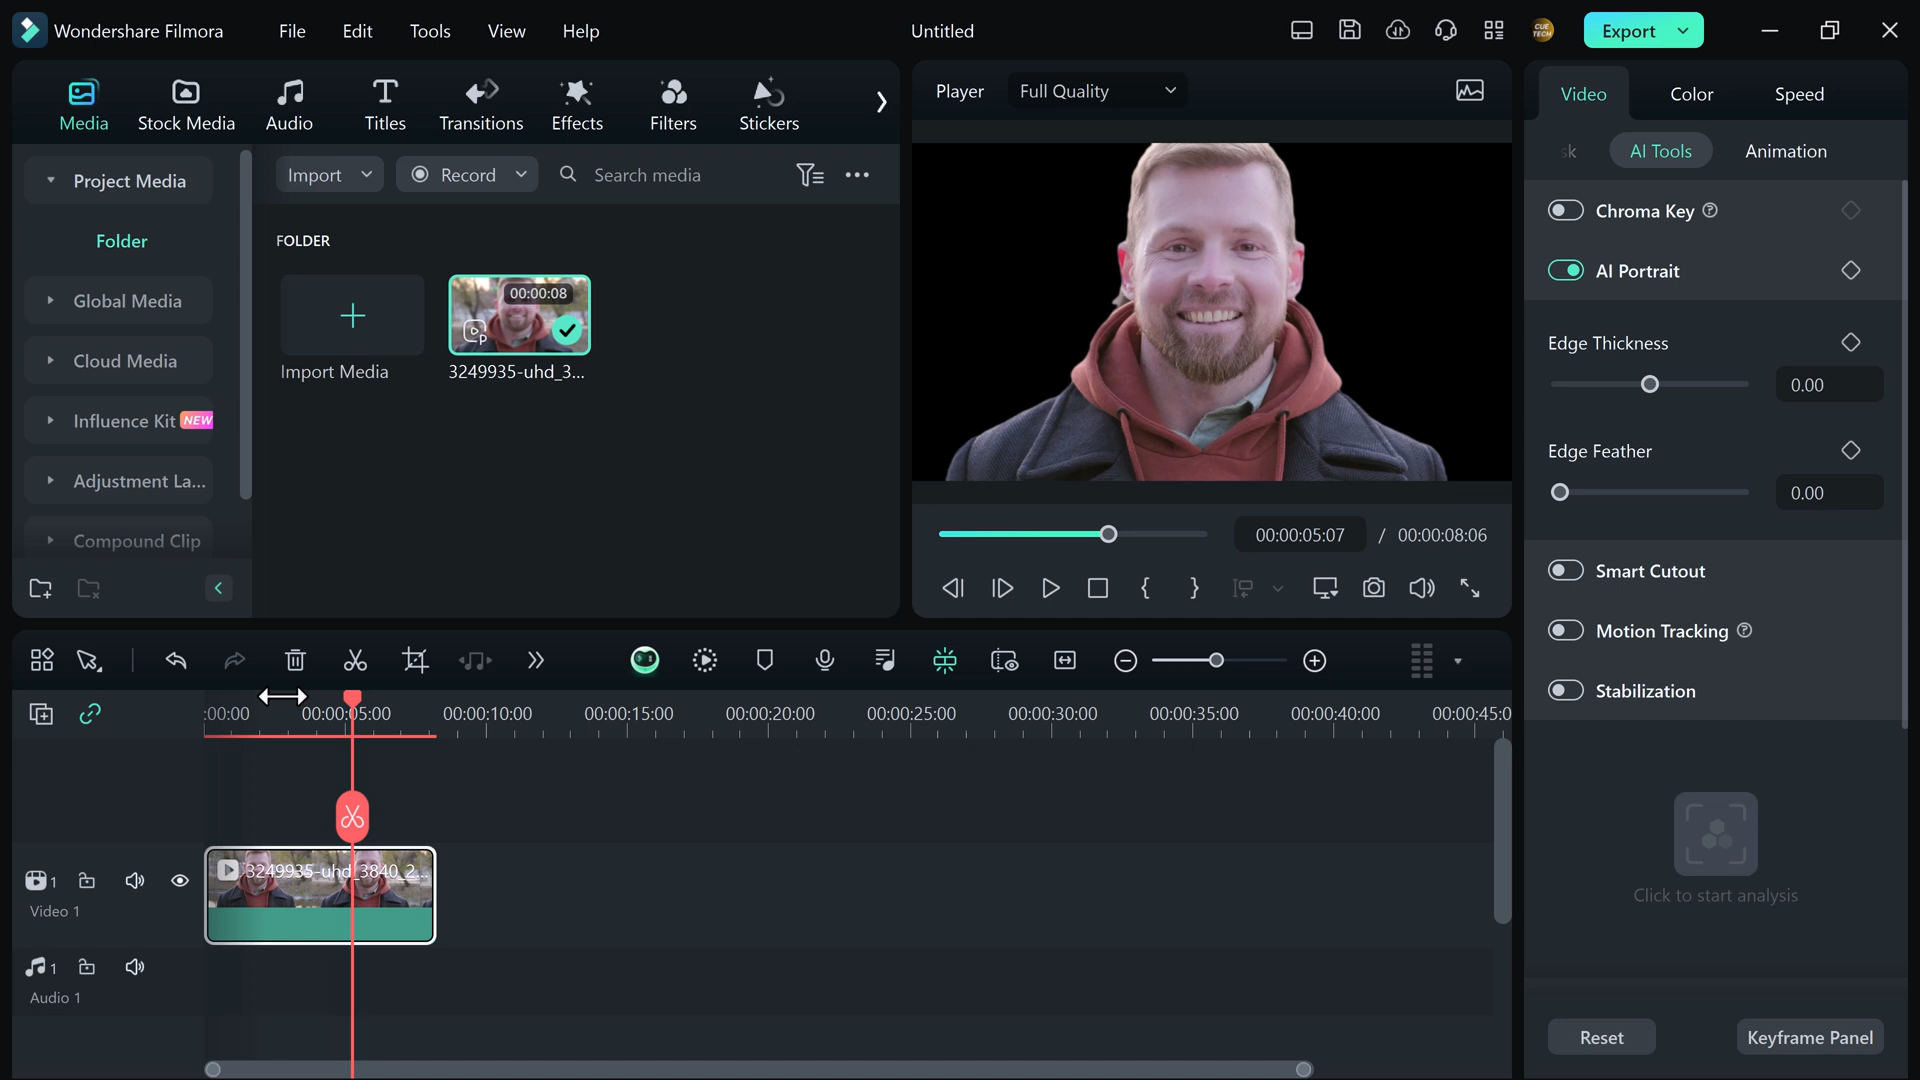 Wondershare Filmora
File
Edit
Tools
View
Help
Untitled
CUE TECH
Export
Media
Stock Media
Audio
Titles
Transitions
Effects
Filters
Stickers
Player
Full Quality
Video
Color
Speed
sk
AI Tools
Animation
Project Media
Folder
Global Media
Cloud Media
Influence Kit NEW
Adjustment La...
Compound Clip
Import
Record
Search media
FOLDER
Import Media
00:00:08
3249935-uhd_3...
00:00:05:07 / 00:00:08:06
Chroma Key
AI Portrait
Edge Thickness
0.00
Edge Feather
0.00
Smart Cutout
Motion Tracking
Stabilization
Click to start analysis
Reset
Keyframe Panel
:00:00
00:00:05:00
00:00:10:00
00:00:15:00
00:00:20:00
00:00:25:00
00:00:30:00
00:00:35:00
00:00:40:00
00:00:45:0
3249935-uhd_3840_2...
1
Video 1
1
Audio 1